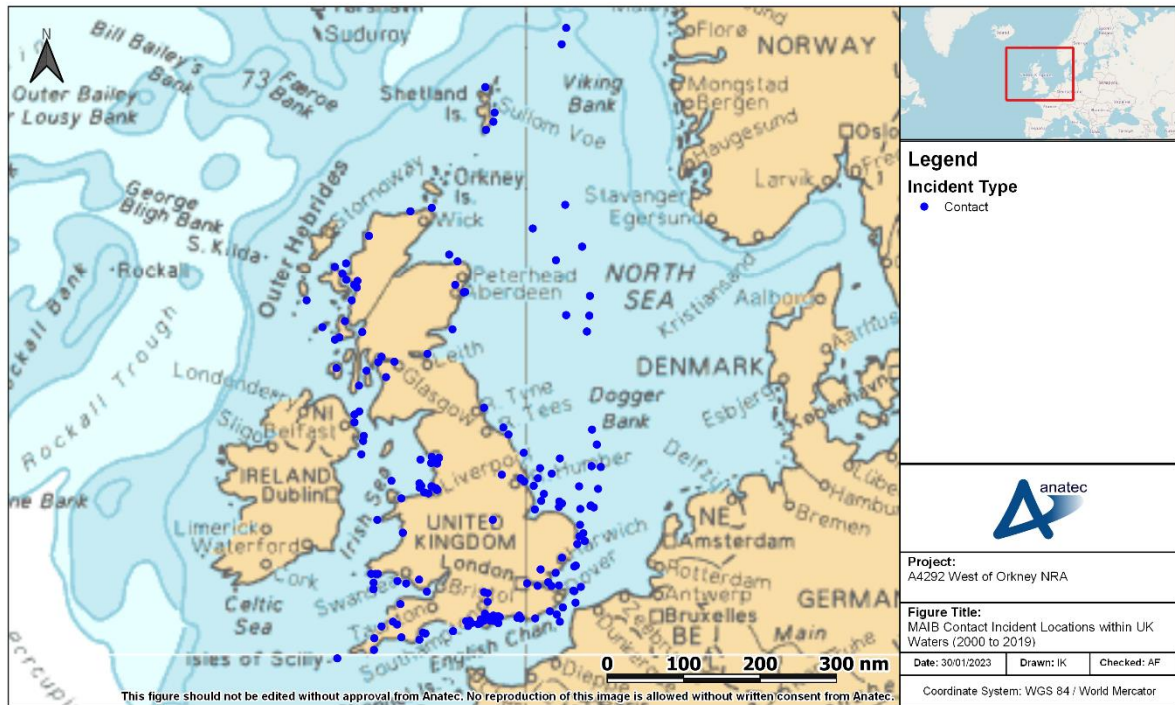 N
Bill Bailey's
Bank
Suduroy
73
Færoe
Bank
Outer Bailey
Lousy Bank
George
Bligh Bank
S. Kilda
Rockall
Rockall Trough
Outer Hebrides
Stornoway
Shetland
Is.
Sullom Voe
Orkney
Is.
Wick
Viking
Bank
Florø
NORWAY
Mongstad
Bergen
Haugesund
Oslo
Larvik
Stavanger
Egersund
Peterhead
Aberdeen
NORTH
SEA
Kristiansand
Aalborg
Aarhus
DENMARK
København
Esbjerg
Leith
Glasgow
R. Tyne
R. Tees
Dogger
Bank
Londonderry
NI
Sligo
Belfast
IRELAND
Dublin
Limerick
Waterford
Cork
Irish Sea
Liverpool
Humber
UNITED
KINGDOM
Harwich
London
Dover
Bristol
Swansea
Celtic
Sea
Isles of Scilly
Southampton
English Chan.
Delfzijl
NE
Amsterdam
Rotterdam
Antwerp
Bruxelles
BE
Hamburg
Bremen
GERMAN
Main
Dieppe
0 100 200 300 nm
This figure should not be edited without approval from Anatec. No reproduction of this image is allowed without written consent from Anatec.
Legend
Incident Type
Contact
anatec
Project:
A4292 West of Orkney NRA
Figure Title:
MAIB Contact Incident Locations within UK
Waters (2000 to 2019)
Date: 30/01/2023
Drawn: IK
Checked: AF
Coordinate System: WGS 84 / World Mercator